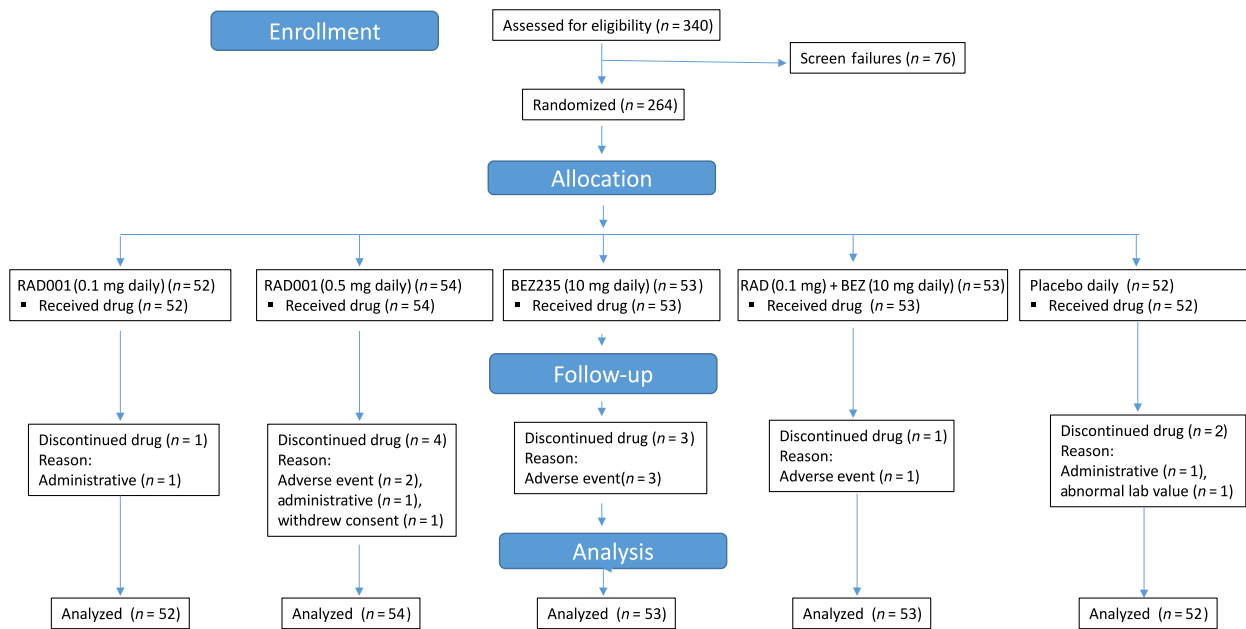 Enrollment
Assessed for eligibility (n = 340)
Screen failures (n = 76)
Randomized (n = 264)
Allocation
RAD001 (0.1 mg daily) (n = 52)
▪ Received drug (n = 52)
RAD001 (0.5 mg daily) (n = 54)
▪ Received drug (n = 54)
BEZ235 (10 mg daily) (n = 53)
▪ Received drug (n = 53)
RAD (0.1 mg) + BEZ (10 mg daily) (n = 53)
▪ Received drug (n = 53)
Placebo daily (n = 52)
▪ Received drug (n = 52)
Follow-up
Discontinued drug (n = 1)
Reason:
Administrative (n = 1)
Discontinued drug (n = 4)
Reason:
Adverse event (n = 2),
administrative (n = 1),
withdrew consent (n = 1)
Discontinued drug (n = 3)
Reason:
Adverse event(n = 3)
Discontinued drug (n = 1)
Reason:
Adverse event (n = 1)
Discontinued drug (n = 2)
Reason:
Administrative (n = 1),
abnormal lab value (n = 1)
Analysis
Analyzed (n = 52)
Analyzed (n = 54)
Analyzed (n = 53)
Analyzed (n = 53)
Analyzed (n = 52)